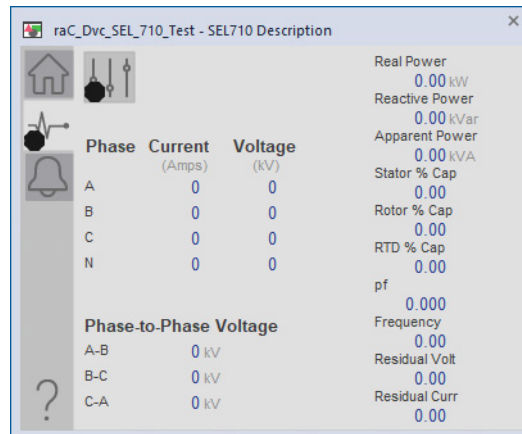 raC_Dvc_SEL_710_Test - SEL710 Description
Phase Current Voltage
(Amps) (kV)
A 0 0
B 0 0
C 0 0
N 0 0
Phase-to-Phase Voltage
A-B 0 kV
B-C 0 kV
C-A 0 kV
?
Real Power
0.00 kW
Reactive Power
0.00 kVar
Apparent Power
0.00 kVA
Stator % Cap
0.00
Rotor % Cap
0.00
RTD % Cap
0.00
pf
0.000
Frequency
0.00
Residual Volt
0.00
Residual Curr
0.00